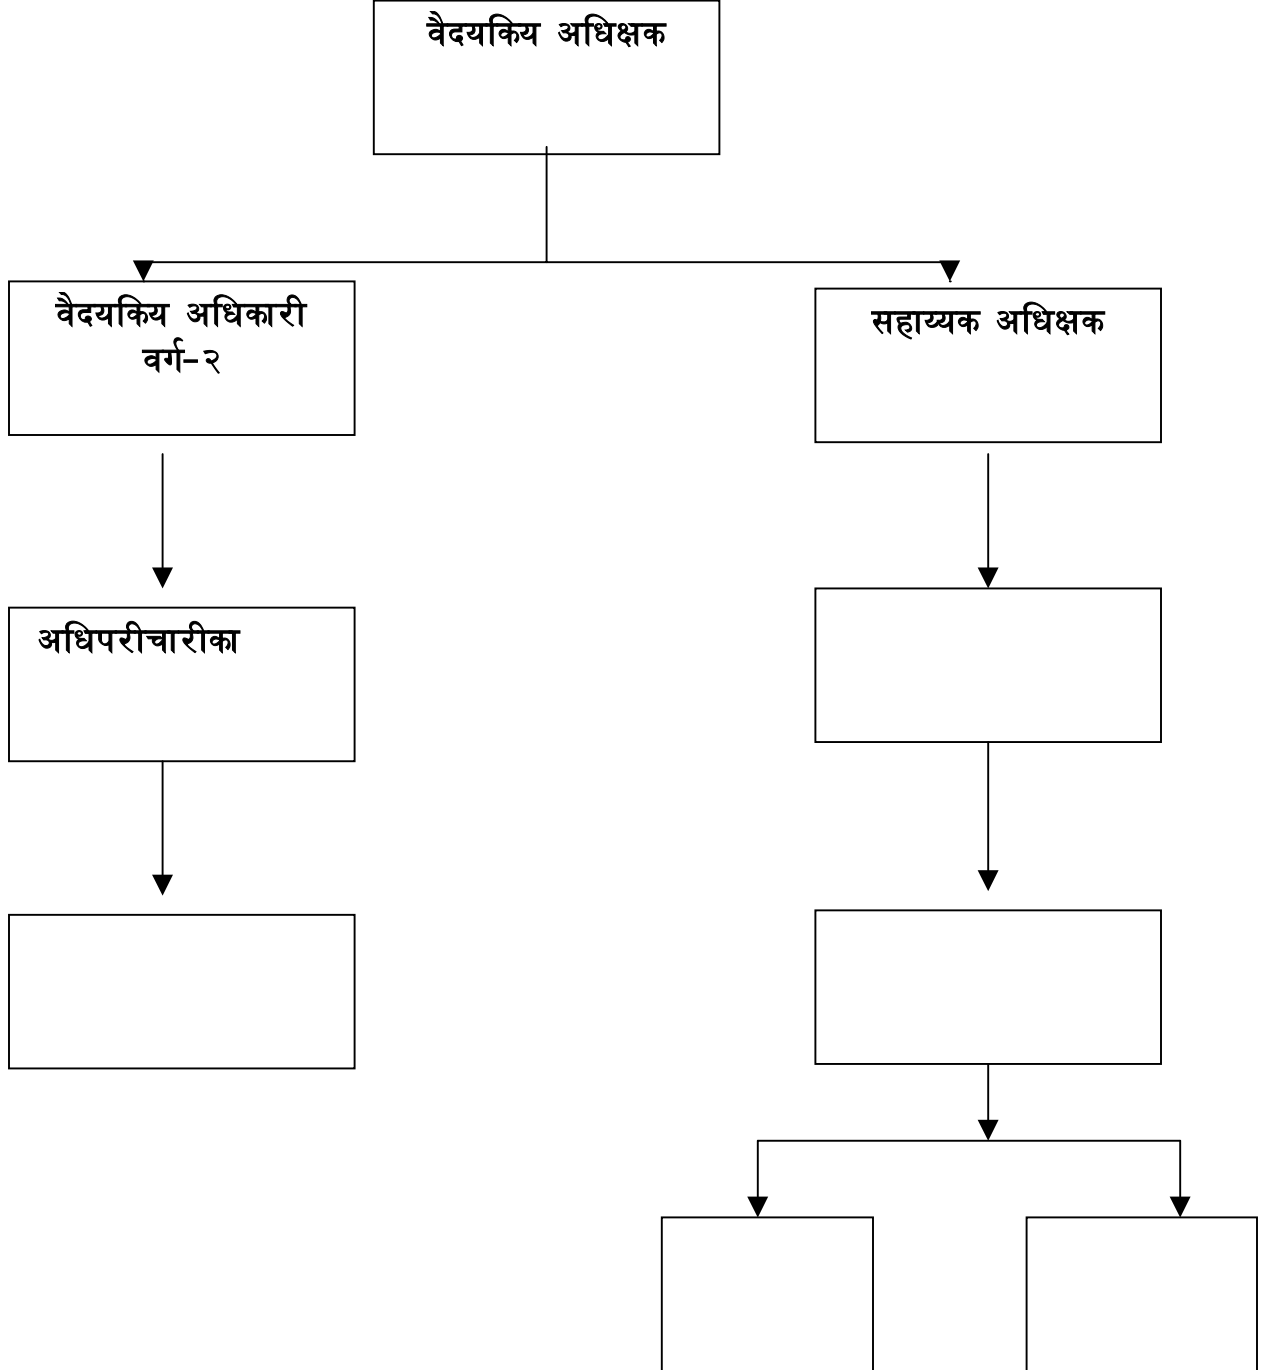 वैदयकिय अधिक्षक
वैदयकिय अधिकारी
वर्ग-२
सहाय्यक अधिक्षक
अधिपरीचारीका